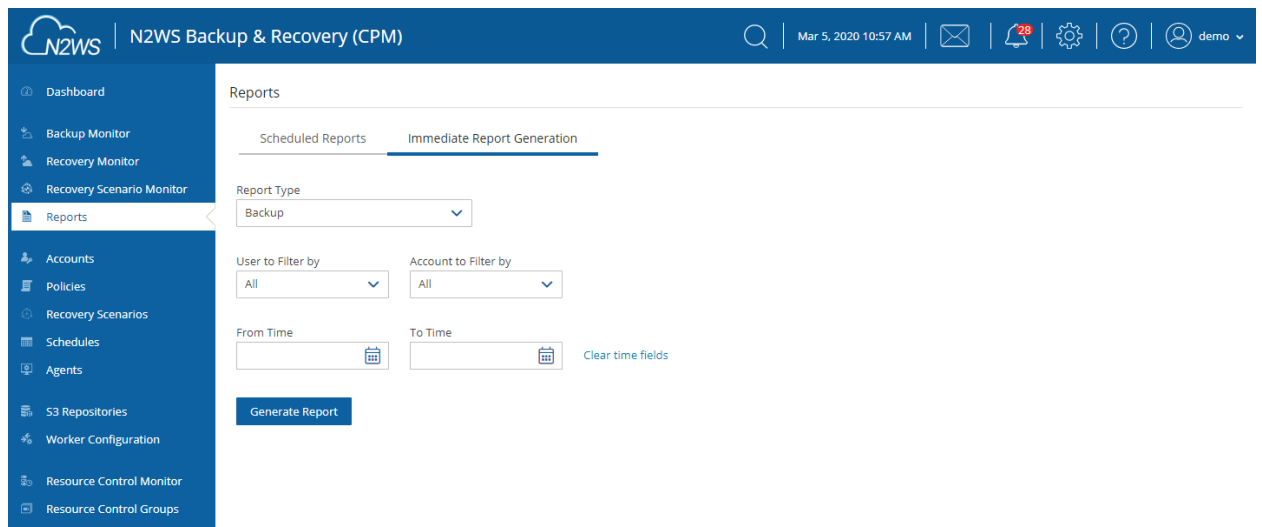 N2WS | N2WS Backup & Recovery (CPM) Mar 5, 2020 10:57 AM 28 ? demo
Dashboard
Backup Monitor
Recovery Monitor
Recovery Scenario Monitor
Reports
Accounts
Policies
Recovery Scenarios
Schedules
Agents
S3 Repositories
Worker Configuration
Resource Control Monitor
Resource Control Groups
Reports
Scheduled Reports Immediate Report Generation
Report Type
Backup
User to Filter by Account to Filter by
All All
From Time To Time
Clear time fields
Generate Report